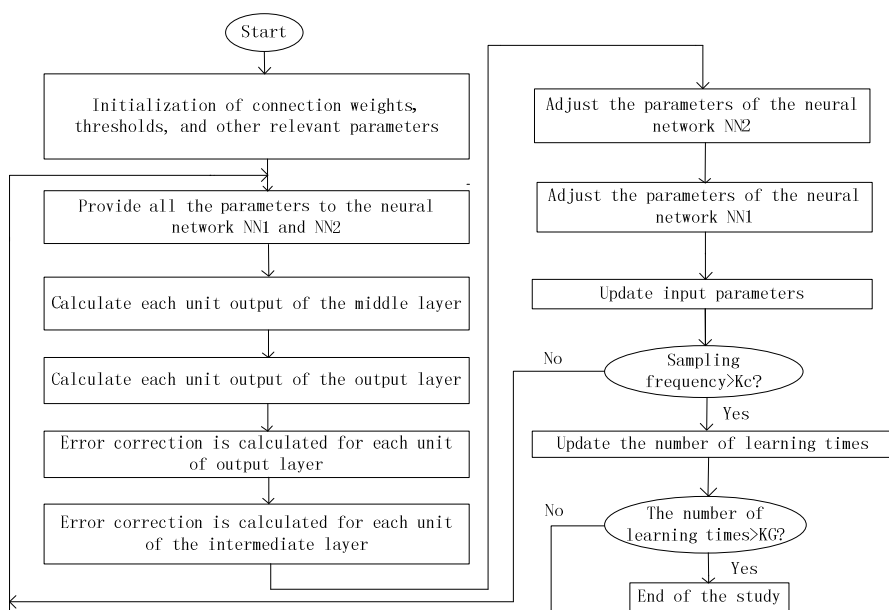 Start
Initialization of connection weights,
thresholds, and other relevant parameters
Provide all the parameters to the neural
network NN1 and NN2
Calculate each unit output of the middle layer
Calculate each unit output of the output layer
Error correction is calculated for each unit
of output layer
Error correction is calculated for each unit
of the intermediate layer
Adjust the parameters of the neural
network NN2
Adjust the parameters of the neural
network NN1
Update input parameters
No
Sampling
frequency>Kc?
Yes
Update the number of learning times
No
The number of
learning times>KG?
Yes
End of the study